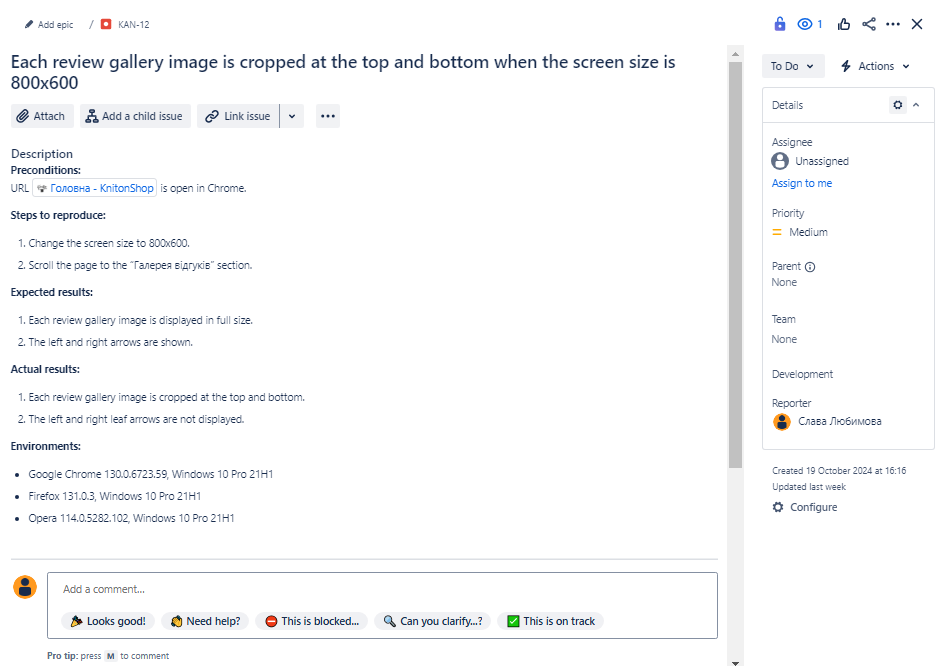 Add epic / KAN-12
1
Each review gallery image is cropped at the top and bottom when the screen size is
800x600
Attach
Add a child issue
Link issue
Description
Preconditions:
URL Головна - KnitonShop is open in Chrome.
Steps to reproduce:
1. Change the screen size to 800x600.
2. Scroll the page to the “Галерея відгуків” section.
Expected results:
1. Each review gallery image is displayed in full size.
2. The left and right arrows are shown.
Actual results:
1. Each review gallery image is cropped at the top and bottom.
2. The left and right leaf arrows are not displayed.
Environments:
• Google Chrome 130.0.6723.59, Windows 10 Pro 21H1
• Firefox 131.0.3, Windows 10 Pro 21H1
• Opera 114.0.5282.102, Windows 10 Pro 21H1
Add a comment...
Looks good!
Need help?
This is blocked...
Can you clarify...?
This is on track
Pro tip: press M to comment
To Do
Actions
Details
Assignee
Unassigned
Assign to me
Priority
Medium
Parent
None
Team
None
Development
Reporter
Слава Любимова
Created 19 October 2024 at 16:16
Updated last week
Configure